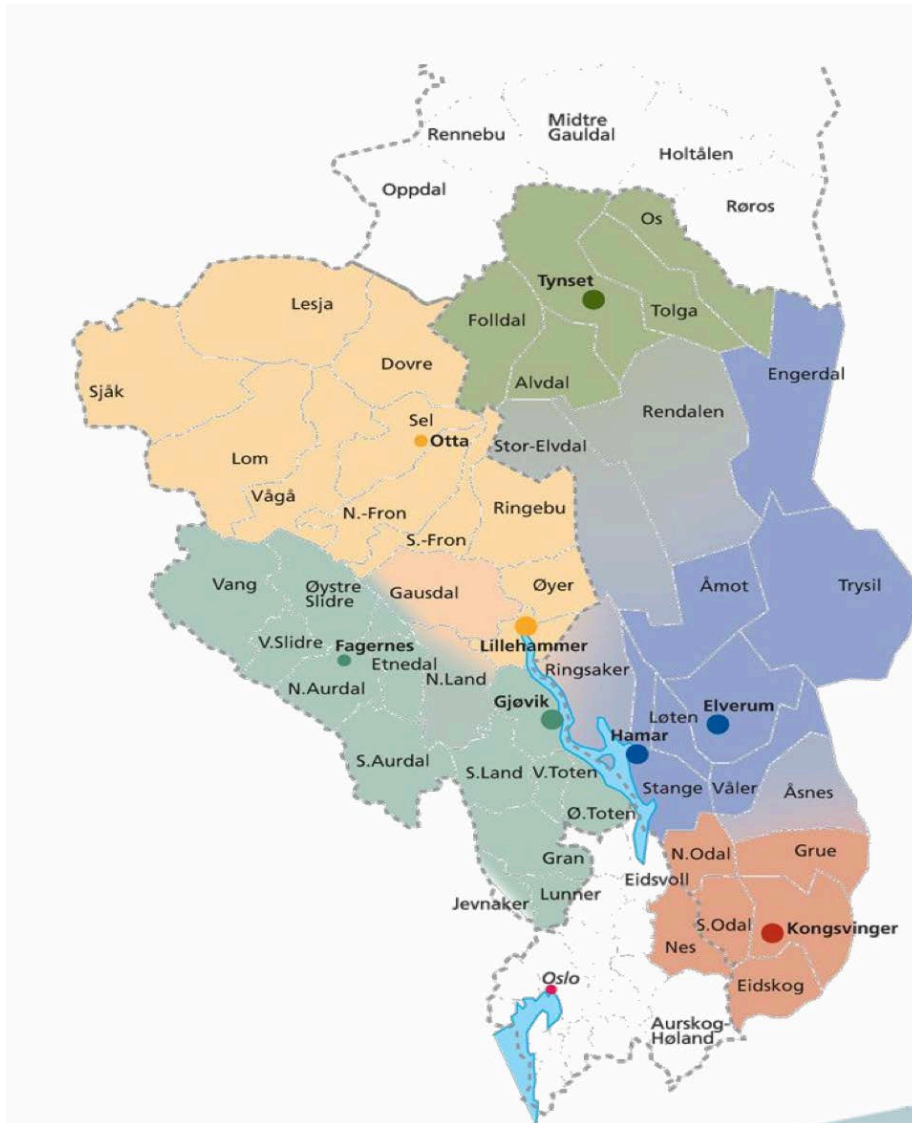 Midtre
Gauldal
Rennebu
Holtålen
Oppdal
Røros
Os
Tynset
Lesja
Folldal
Tolga
Dovre
Engerdal
Alvdal
Sjåk
Rendalen
Sel
Otta
Stor-Elvdal
Lom
Vågå
N.-Fron
Ringebu
S.-Fron
Vang
Øystre
Slidre
Gausdal
Øyer
Åmot
Trysil
V.Slidre
Fagernes
Lillehammer
Etnedal
Ringsaker
N.Land
N.Aurdal
Gjøvik
Løten
Elverum
Hamar
S.Aurdal
S.Land
V.Toten
Stange
Våler
Åsnes
Ø.Toten
N.Odal
Grue
Gran
Eidsvoll
Jevnaker
Lunner
S.Odal
Kongsvinger
Nes
Oslo
Eidskog
Aurskog-
Høland